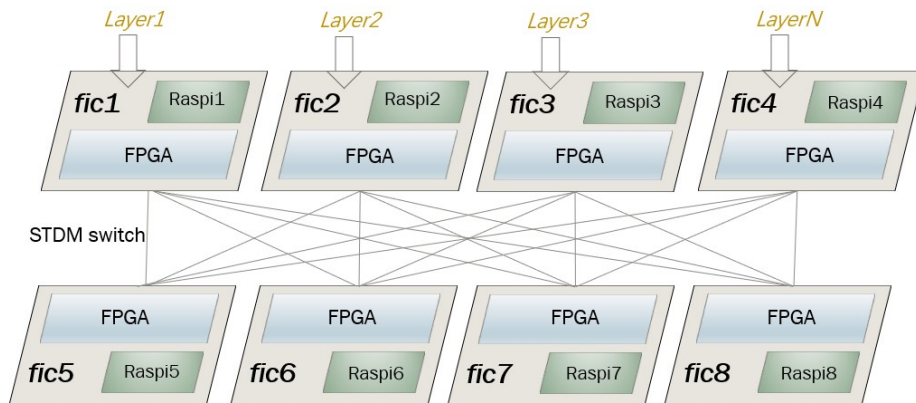 Layer1 Layer2 Layer3 LayerN
fic1 Raspi1 fic2 Raspi2 fic3 Raspi3 fic4 Raspi4
FPGA FPGA FPGA FPGA
STDM switch
FPGA FPGA FPGA FPGA
fic5 Raspi5 fic6 Raspi6 fic7 Raspi7 fic8 Raspi8